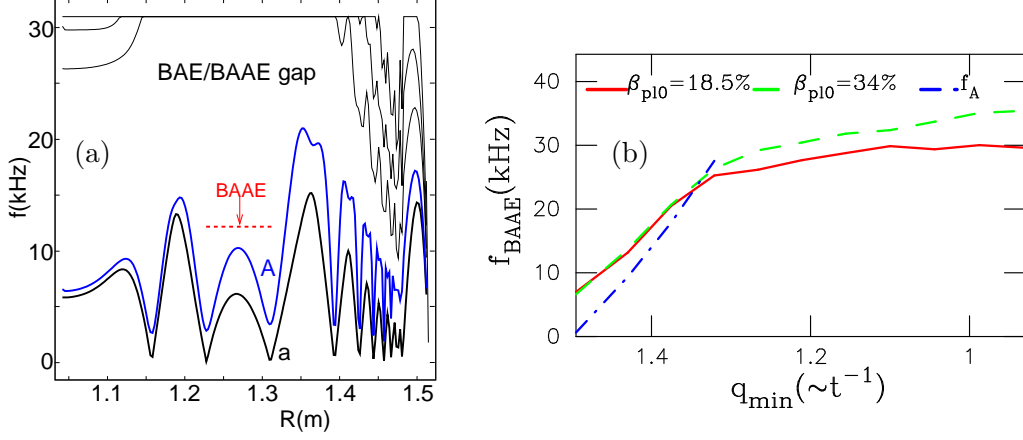 30
20
10
0
f(kHz)
BAE/BAAE gap
(a)
BAAE
A
a
1.1 1.2 1.3 1.4 1.5
R(m)
40
30
20
10
0
f_BAAE(kHz)
β_pl0=18.5% β_pl0=34% f_A
(b)
1.4 1.2 1
q_min(~t⁻¹)